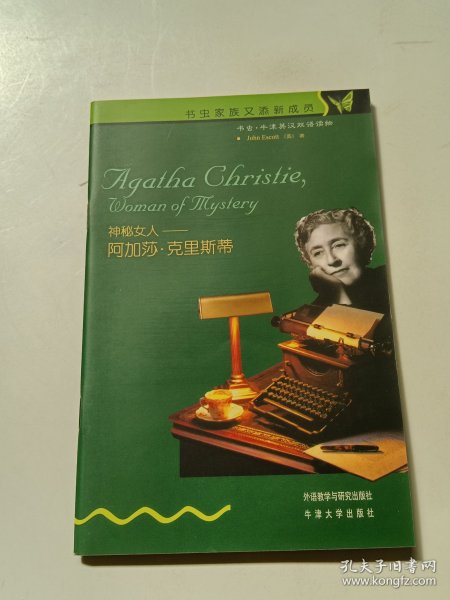 书虫家族又添新成员
书虫·牛津英汉双语读物
John Escott (英) 著
Agatha Christie,
Woman of Mystery
神秘女人——
阿加莎·克里斯蒂
外语教学与研究出版社
牛津大学出版社
孔夫子旧书网
www.kongfz.com